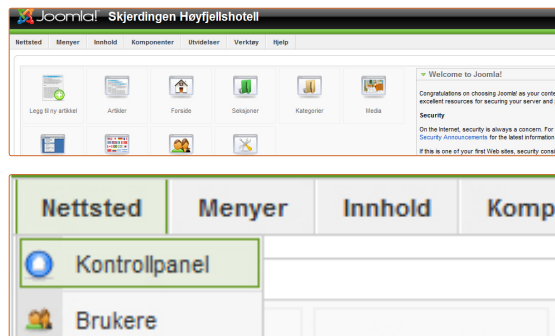 Joomla! Skjerdingen Høyfjellshotell
Nettsted Menyer Innhold Komponenter Utvidelser Verktøy Hjelp
Legg til ny artikkel Artikler Forside Seksjoner Kategorier Media
Welcome to Joomla!
Congratulations on choosing Joomla! as your conte
excellent resources for securing your server and
Security
On the Internet, security is always a concern. For
Security Announcements for the latest information
If this is one of your first Web sites, security consi
Nettsted Menyer Innhold Komp
Kontrollpanel
Brukere